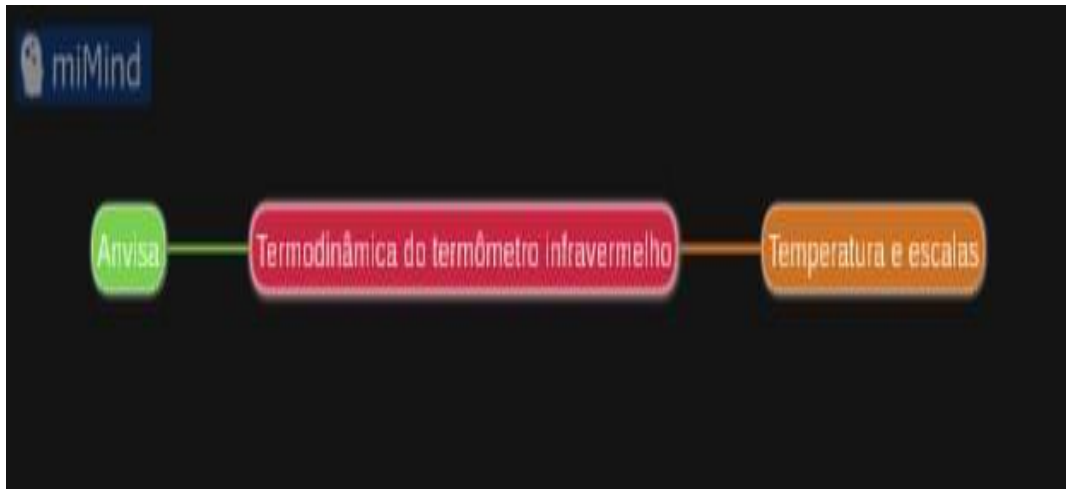 miMind
Anvisa
Termodinâmica do termômetro infravermelho
Temperatura e escalas